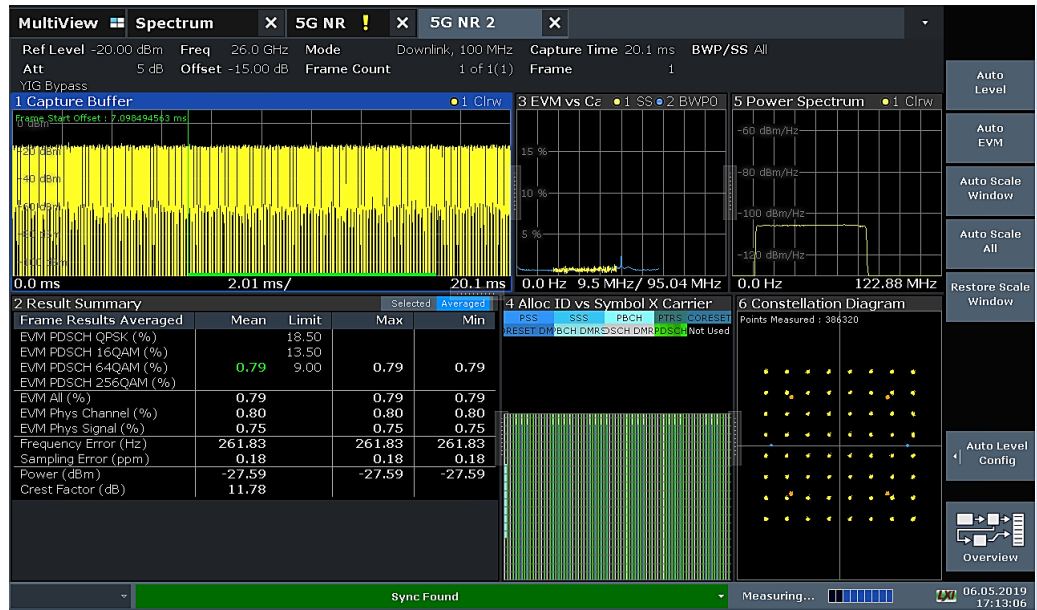 MultiView Spectrum X 5G NR ! X 5G NR 2 X
Ref Level -20.00 dBm Freq 26.0 GHz Mode Downlink, 100 MHz Capture Time 20.1 ms BWP/SS All
Att 5 dB Offset -15.00 dB Frame Count 1 of 1(1) Frame 1
YIG Bypass
1 Capture Buffer 1 Clrw
Frame Start Offset : 7.098494563 ms
0 dBm
-20 dBm
-40 dBm
0.0 ms 2.01 ms/ 20.1 ms
3 EVM vs Ca 1 SS 2 BWP0
15 %
10 %
5 %
0.0 Hz 9.5 MHz/ 95.04 MHz
5 Power Spectrum 1 Clrw
-60 dBm/Hz
-80 dBm/Hz
-100 dBm/Hz
-120 dBm/Hz
0.0 Hz 122.88 MHz
2 Result Summary Selected Averaged
Frame Results Averaged Mean Limit Max Min
EVM PDSCH QPSK (%) 18.50
EVM PDSCH 16QAM (%) 13.50
EVM PDSCH 64QAM (%) 0.79 9.00 0.79 0.79
EVM PDSCH 256QAM (%)
EVM All (%) 0.79 0.79 0.79
EVM Phys Channel (%) 0.80 0.80 0.80
EVM Phys Signal (%) 0.75 0.75 0.75
Frequency Error (Hz) 261.83 261.83 261.83
Sampling Error (ppm) 0.18 0.18 0.18
Power (dBm) -27.59 -27.59 -27.59
Crest Factor (dB) 11.78
4 Alloc ID vs Symbol X Carrier
PSS SSS PBCH PTRS CORESET
RESET DM PBCH DMRS DSCH DMR PDSCH Not Used
6 Constellation Diagram
Points Measured : 386320
Auto
Level
Auto
EVM
Auto Scale
Window
Auto Scale
All
Restore Scale
Window
Auto Level
Config
Overview
Sync Found Measuring... LXI 06.05.2019
17:13:06